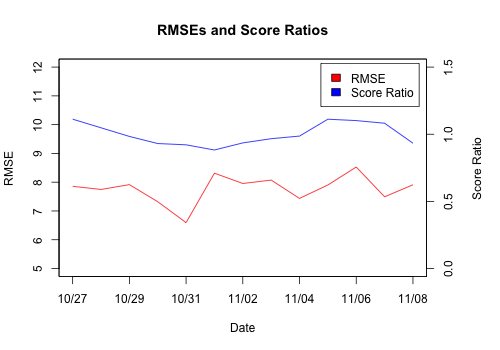 RMSEs and Score Ratios
RMSE
Score Ratio
12
11
10
9
8
7
6
5
RMSE
1.5
1.0
0.5
0.0
Score Ratio
10/27 10/29 10/31 11/02 11/04 11/06 11/08
Date